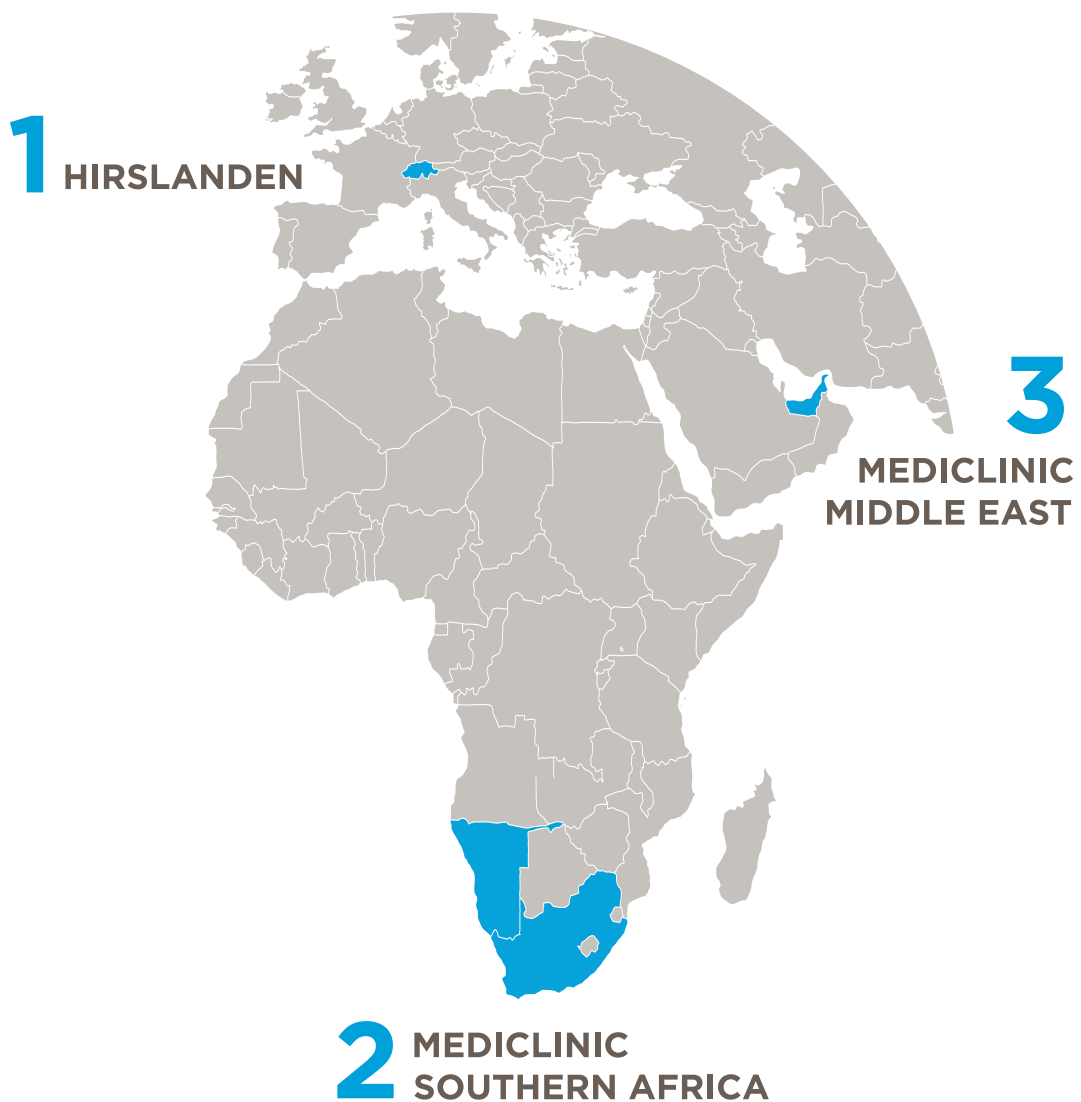 1 HIRSLANDEN
3
MEDICLINIC
MIDDLE EAST
2 MEDICLINIC
SOUTHERN AFRICA